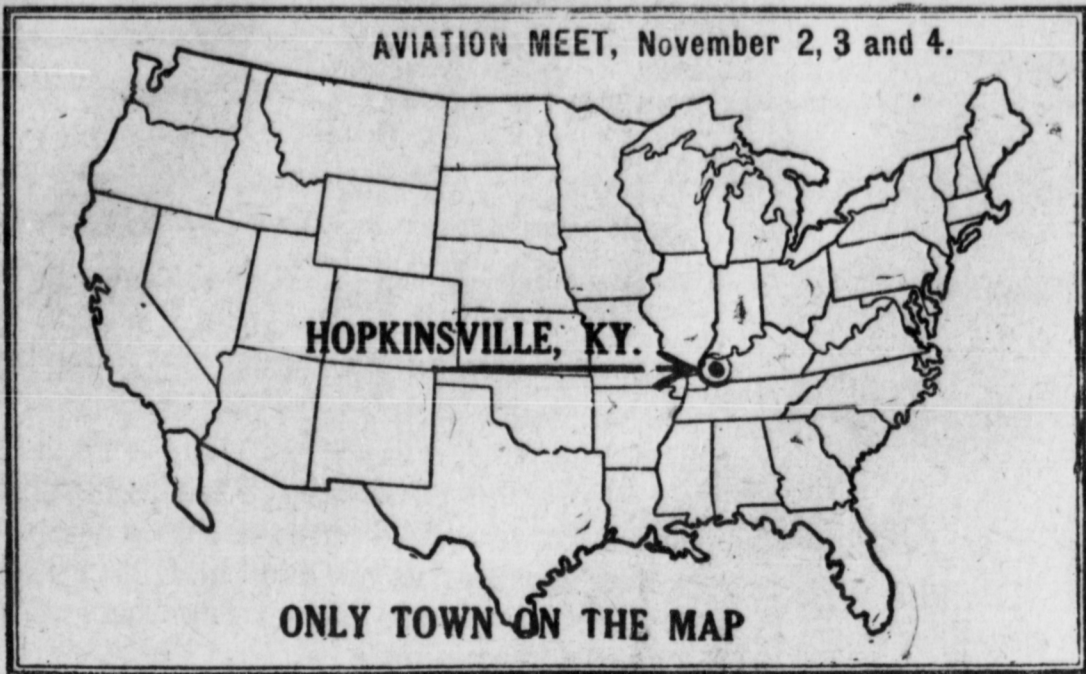 AVIATION MEET, November 2, 3 and 4.
HOPKINSVILLE, KY.
ONLY TOWN ON THE MAP